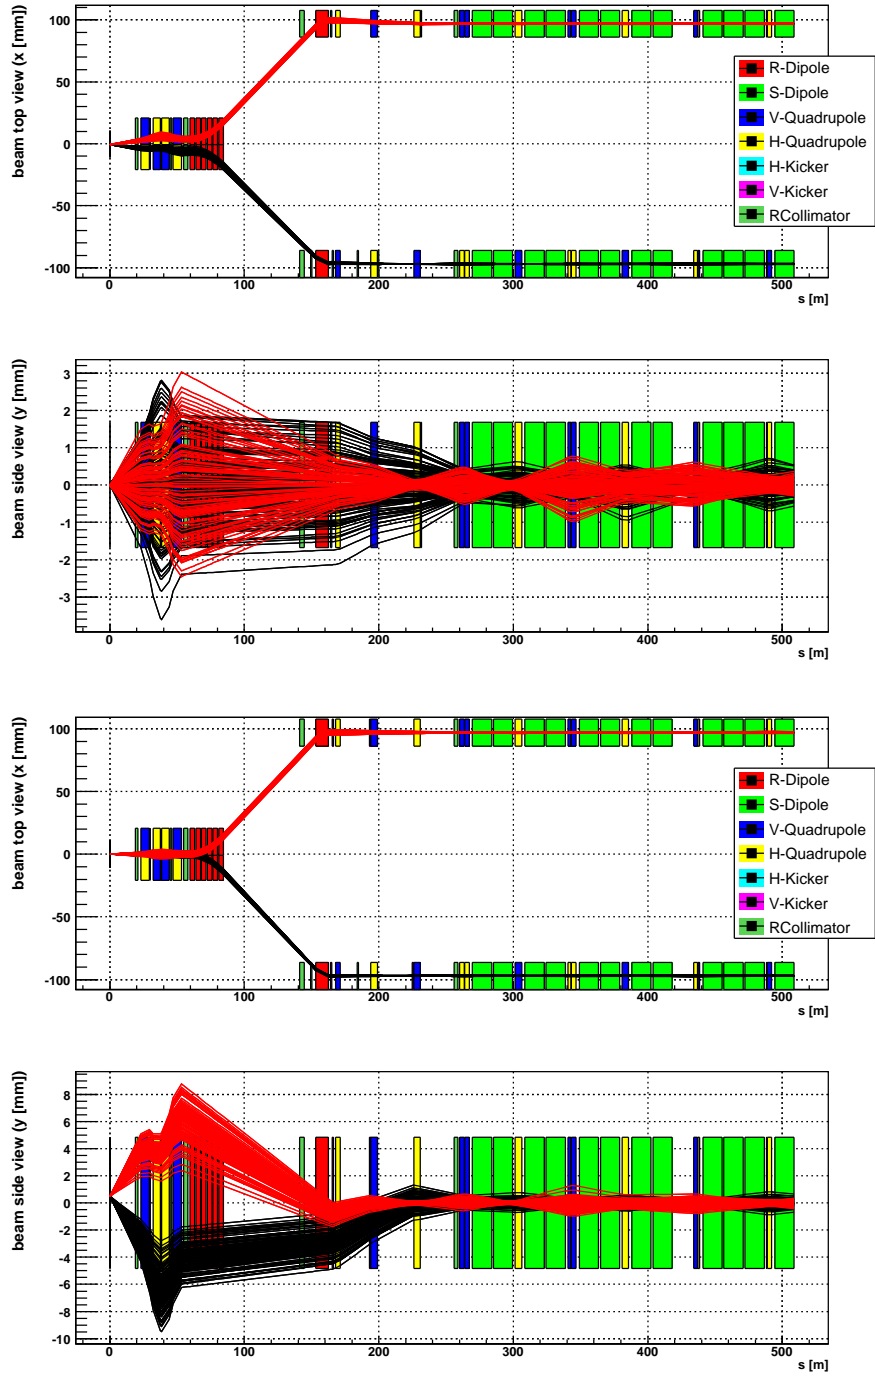 beam top view (x [mm])
100
50
0
-50
-100
0
100
200
300
400
500
s [m]
R-Dipole
S-Dipole
V-Quadrupole
H-Quadrupole
H-Kicker
V-Kicker
RCollimator
beam side view (y [mm])
3
2
1
0
-1
-2
-3
0
100
200
300
400
500
s [m]
beam top view (x [mm])
100
50
0
-50
-100
0
100
200
300
400
500
s [m]
R-Dipole
S-Dipole
V-Quadrupole
H-Quadrupole
H-Kicker
V-Kicker
RCollimator
beam side view (y [mm])
8
6
4
2
0
-2
-4
-6
-8
-10
0
100
200
300
400
500
s [m]